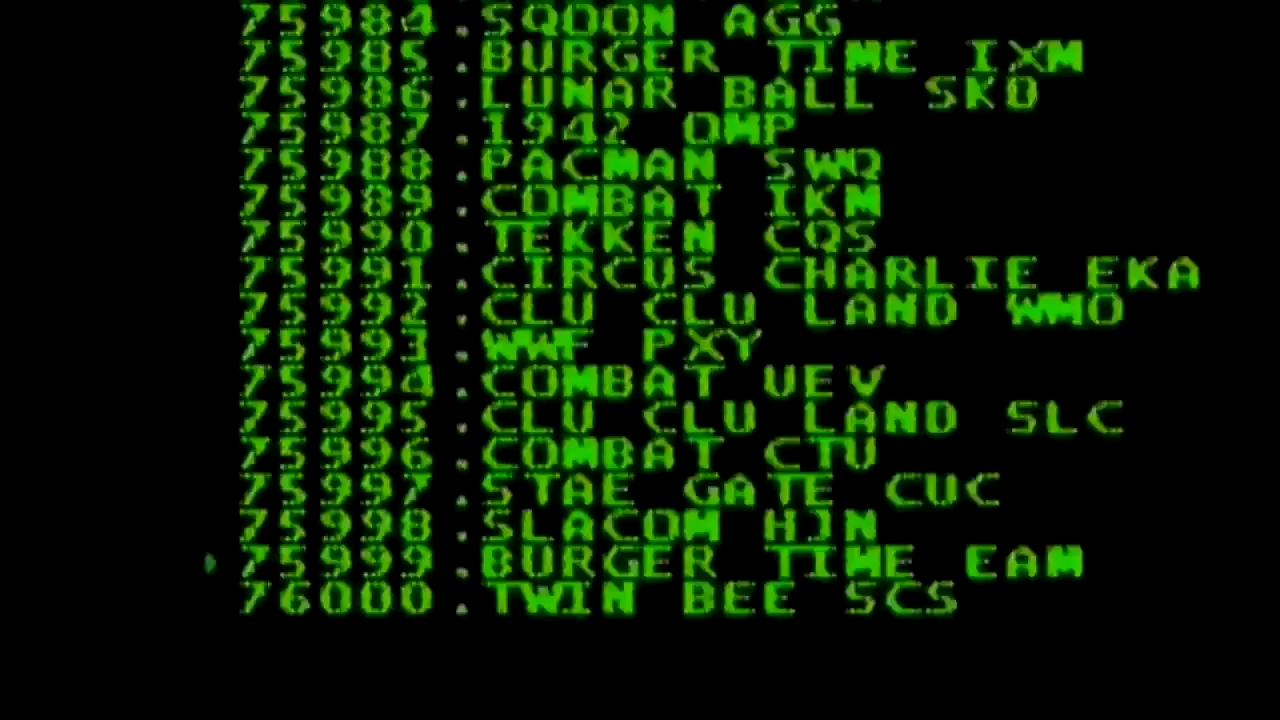 75984.SQOON AGG
75985.BURGER TIME IXM
75986.LUNAR BALL SKO
75987.1942 OMP
75988.PACMAN SWQ
75989.COMBAT IKM
75990.TEKKEN CQS
75991.CIRCUS CHARLIE EKA
75992.CLU CLU LAND WMO
75993.WWF PXY
75994.COMBAT UEV
75995.CLU CLU LAND SLC
75996.COMBAT CTU
75997.STAE GATE CUC
75998.SLACOM HJN
75999.BURGER TIME EAM
76000.TWIN BEE SCS